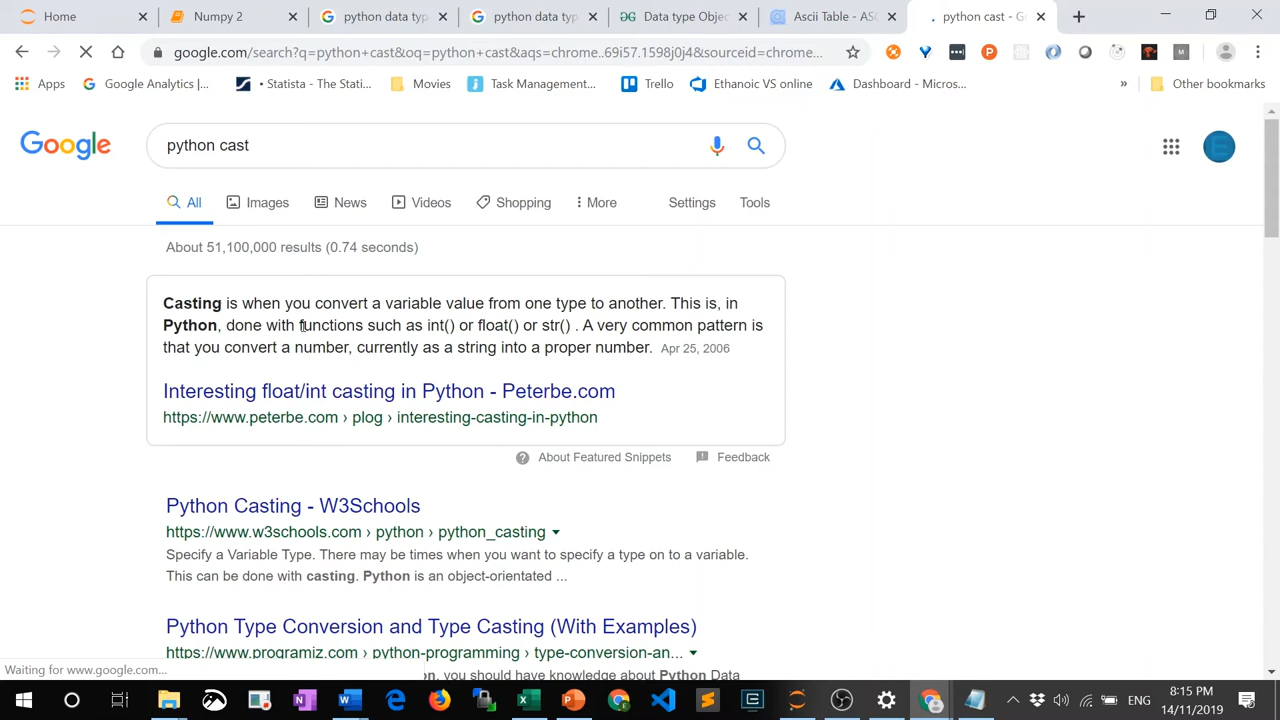 Home
Numpy 2
python data typ
python data typ
Data type Objec
Ascii Table - ASC
python cast - G
google.com/search?q=python+cast&oq=python+cast&aqs=chrome..69i57.1598j0j4&sourceid=chrome...
Apps
Google Analytics |...
• Statista - The Stati...
Movies
Task Management...
Trello
Ethanoic VS online
Dashboard - Micros...
»
Other bookmarks
Google
python cast
E
All
Images
News
Videos
Shopping
More
Settings
Tools
About 51,100,000 results (0.74 seconds)
Casting is when you convert a variable value from one type to another. This is, in
Python, done with functions such as int() or float() or str() . A very common pattern is
that you convert a number, currently as a string into a proper number. Apr 25, 2006
Interesting float/int casting in Python - Peterbe.com
https://www.peterbe.com › plog › interesting-casting-in-python
About Featured Snippets
Feedback
Python Casting - W3Schools
https://www.w3schools.com › python › python_casting
Specify a Variable Type. There may be times when you want to specify a type on to a variable.
This can be done with casting. Python is an object-orientated ...
Python Type Conversion and Type Casting (With Examples)
https://www.programiz.com › python-programming › type-conversion-an...
Waiting for www.google.com...
on, you should have knowledge about Python Data
ENG
8:15 PM
14/11/2019